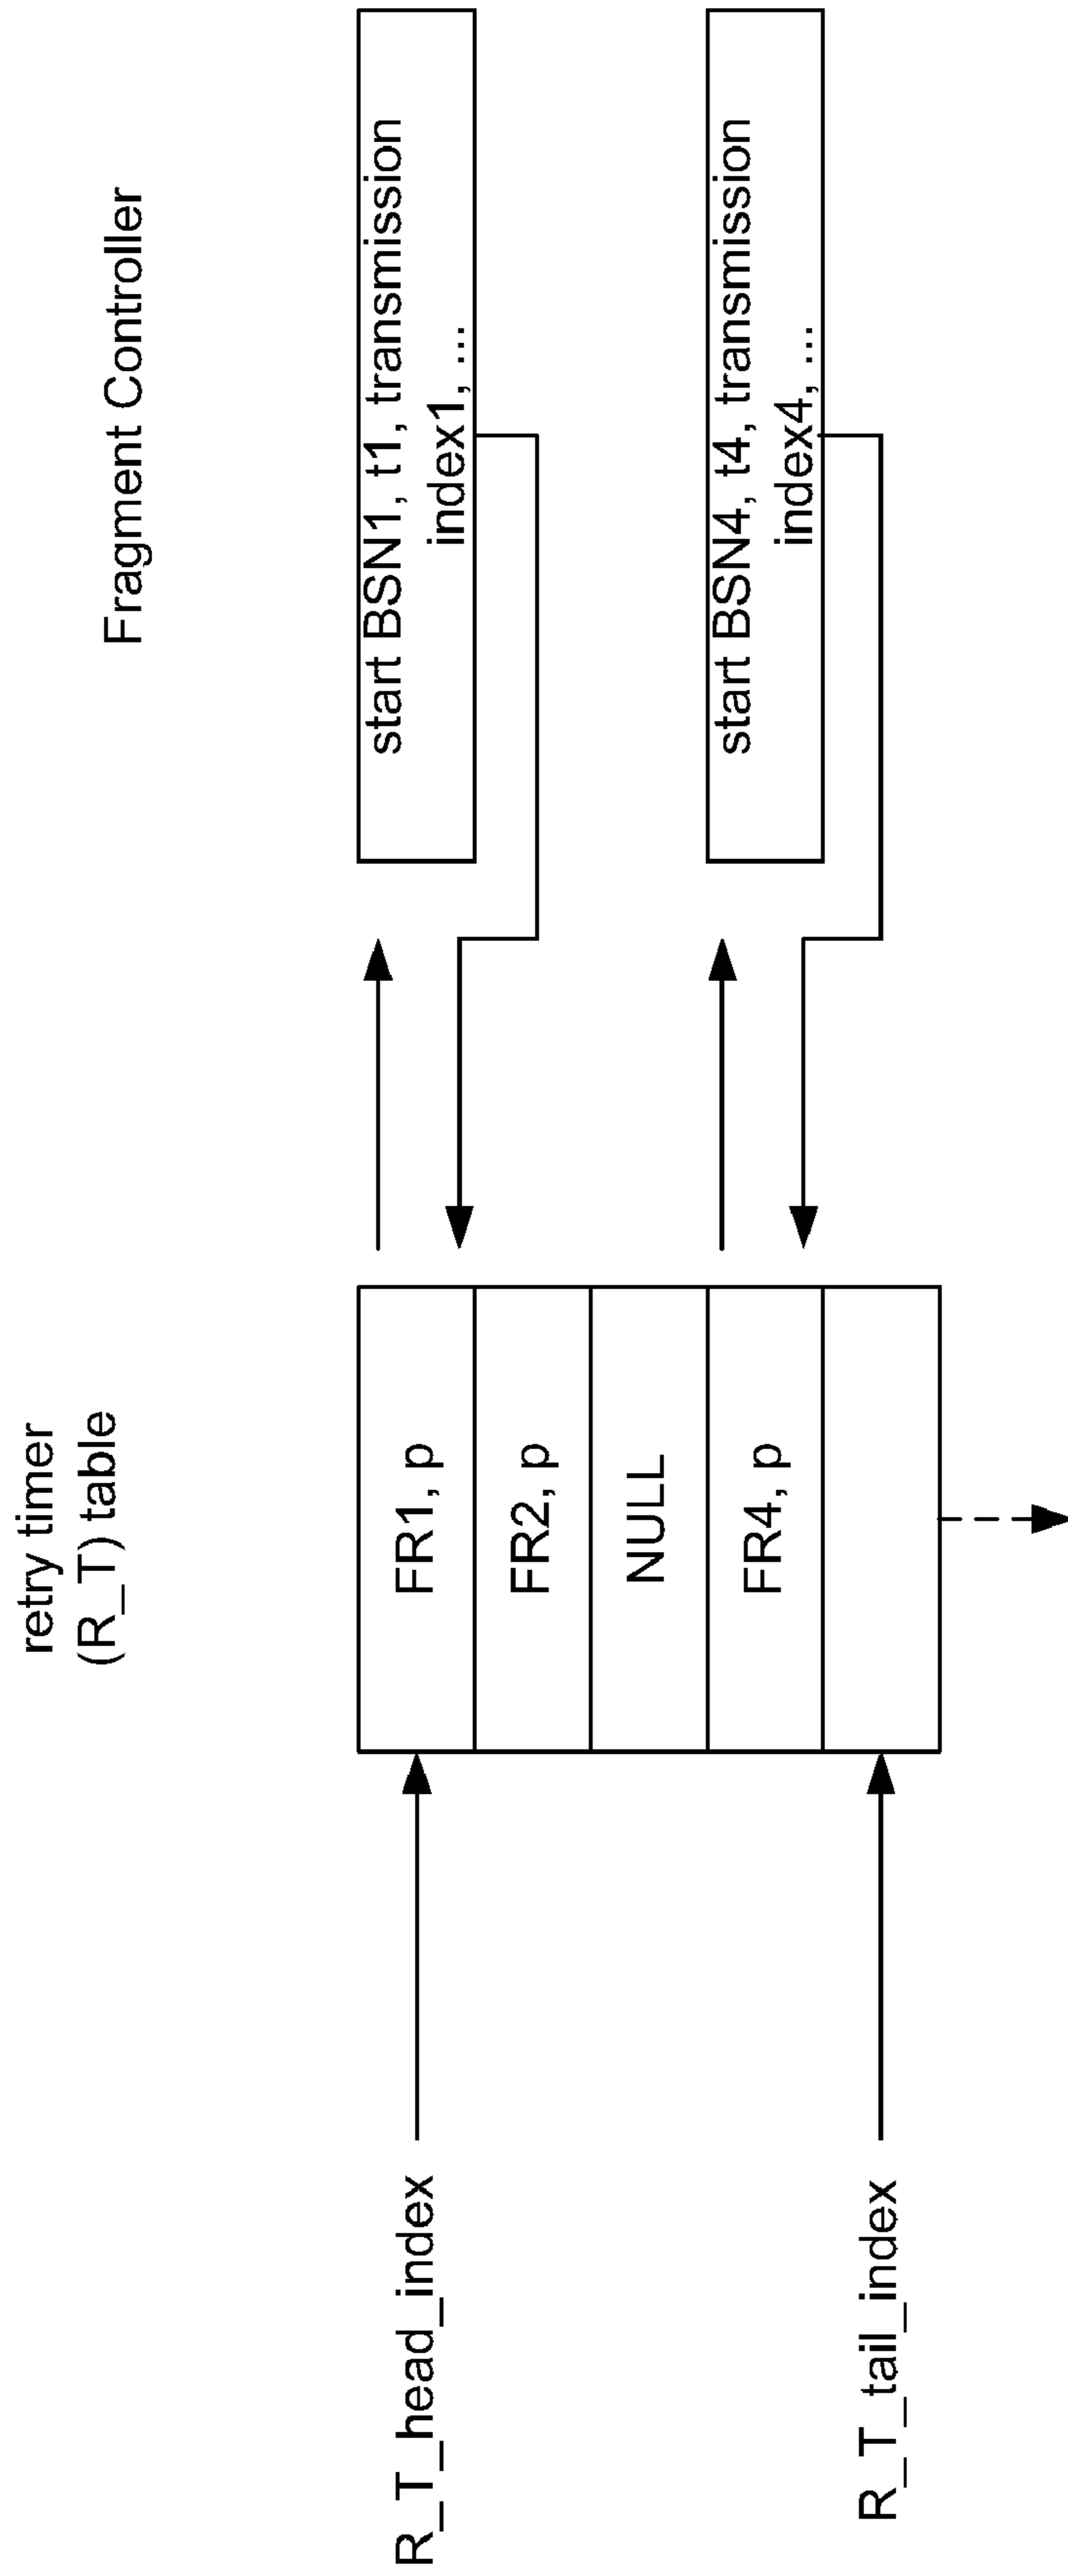 retry timer
(R_T) table
Fragment Controller
R_T_head_index
FR1, p
start BSN1, t1, transmission
index1, ...
FR2, p
NULL
FR4, p
start BSN4, t4, transmission
index4, ...
R_T_tail_index